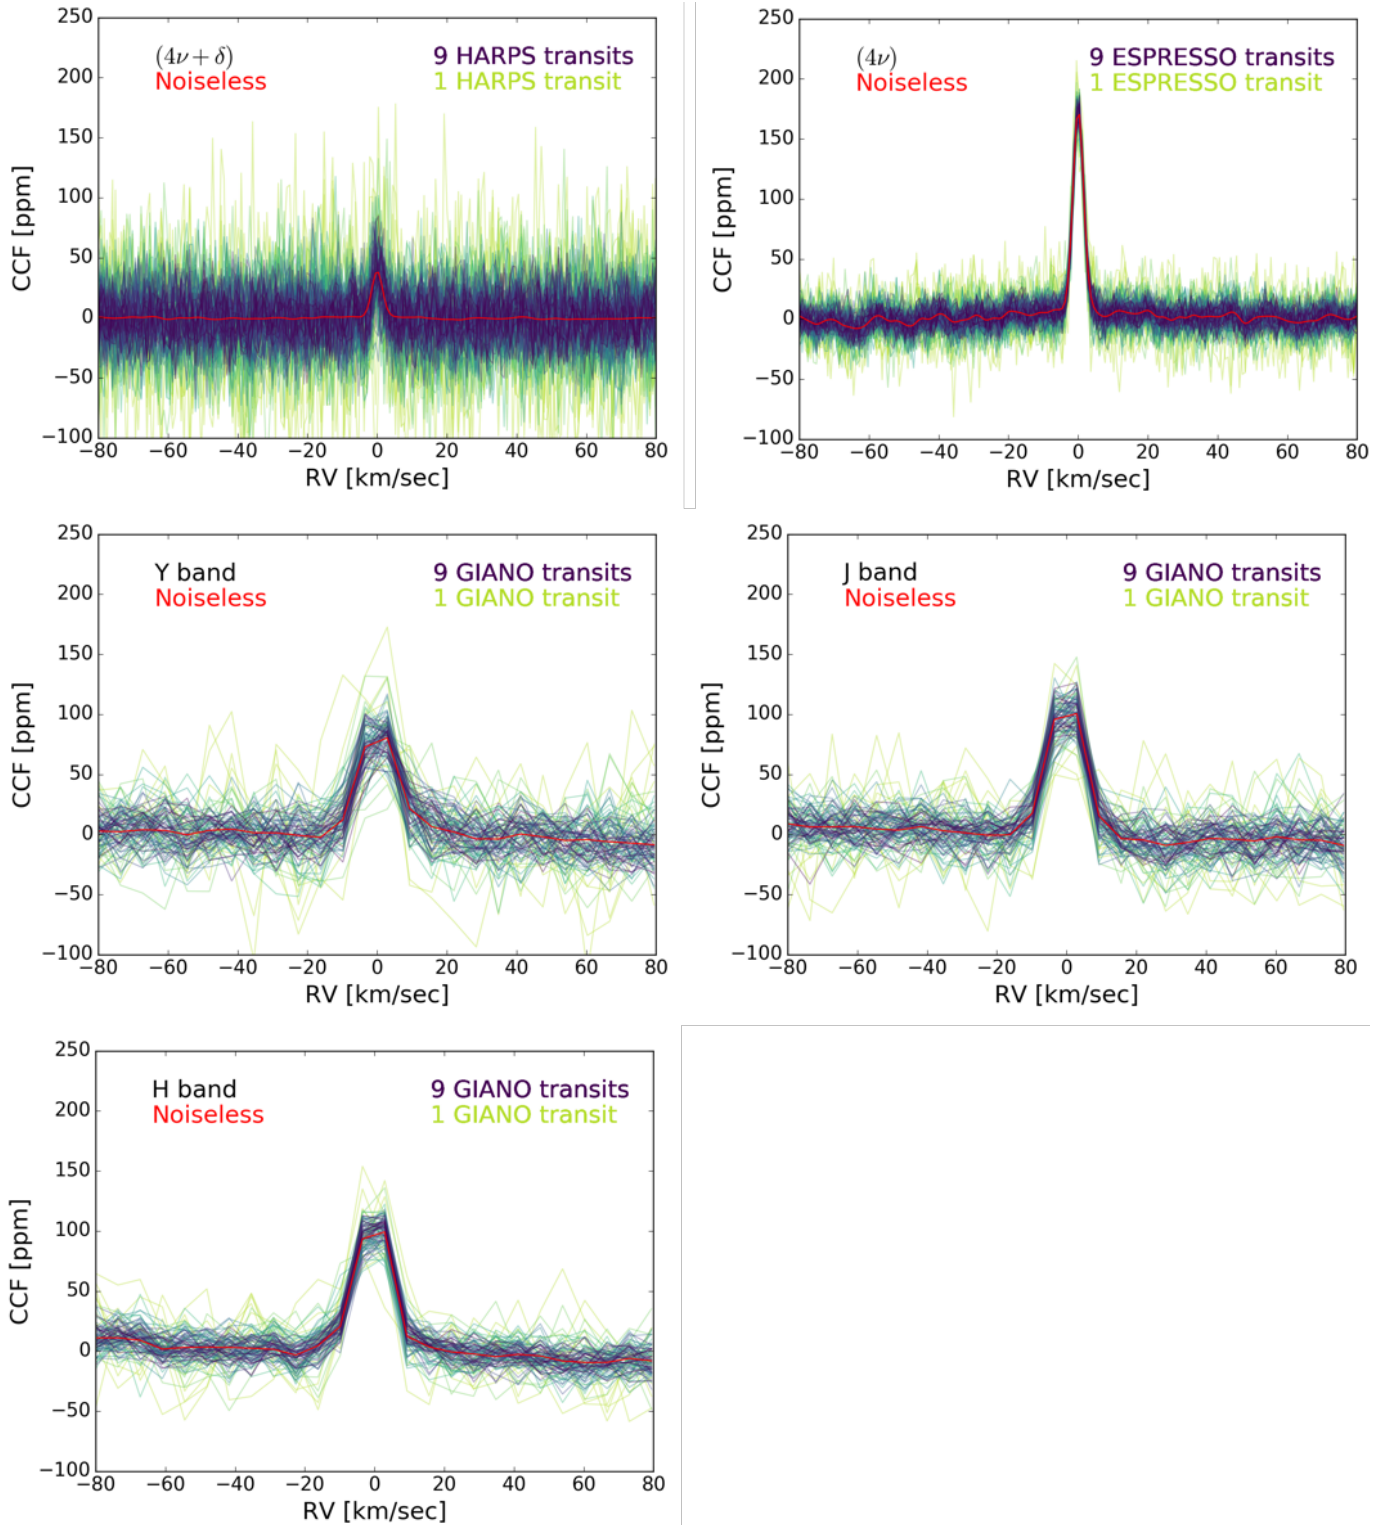 250
200
150
100
50
0
−50
−100
CCF [ppm]
(4ν + δ)
Noiseless
9 HARPS transits
1 HARPS transit
−80 −60 −40 −20 0 20 40 60 80
RV [km/sec]
250
200
150
100
50
0
−50
−100
CCF [ppm]
(4ν)
Noiseless
9 ESPRESSO transits
1 ESPRESSO transit
−80 −60 −40 −20 0 20 40 60 80
RV [km/sec]
250
200
150
100
50
0
−50
−100
CCF [ppm]
Y band
Noiseless
9 GIANO transits
1 GIANO transit
−80 −60 −40 −20 0 20 40 60 80
RV [km/sec]
250
200
150
100
50
0
−50
−100
CCF [ppm]
J band
Noiseless
9 GIANO transits
1 GIANO transit
−80 −60 −40 −20 0 20 40 60 80
RV [km/sec]
250
200
150
100
50
0
−50
−100
CCF [ppm]
H band
Noiseless
9 GIANO transits
1 GIANO transit
−80 −60 −40 −20 0 20 40 60 80
RV [km/sec]